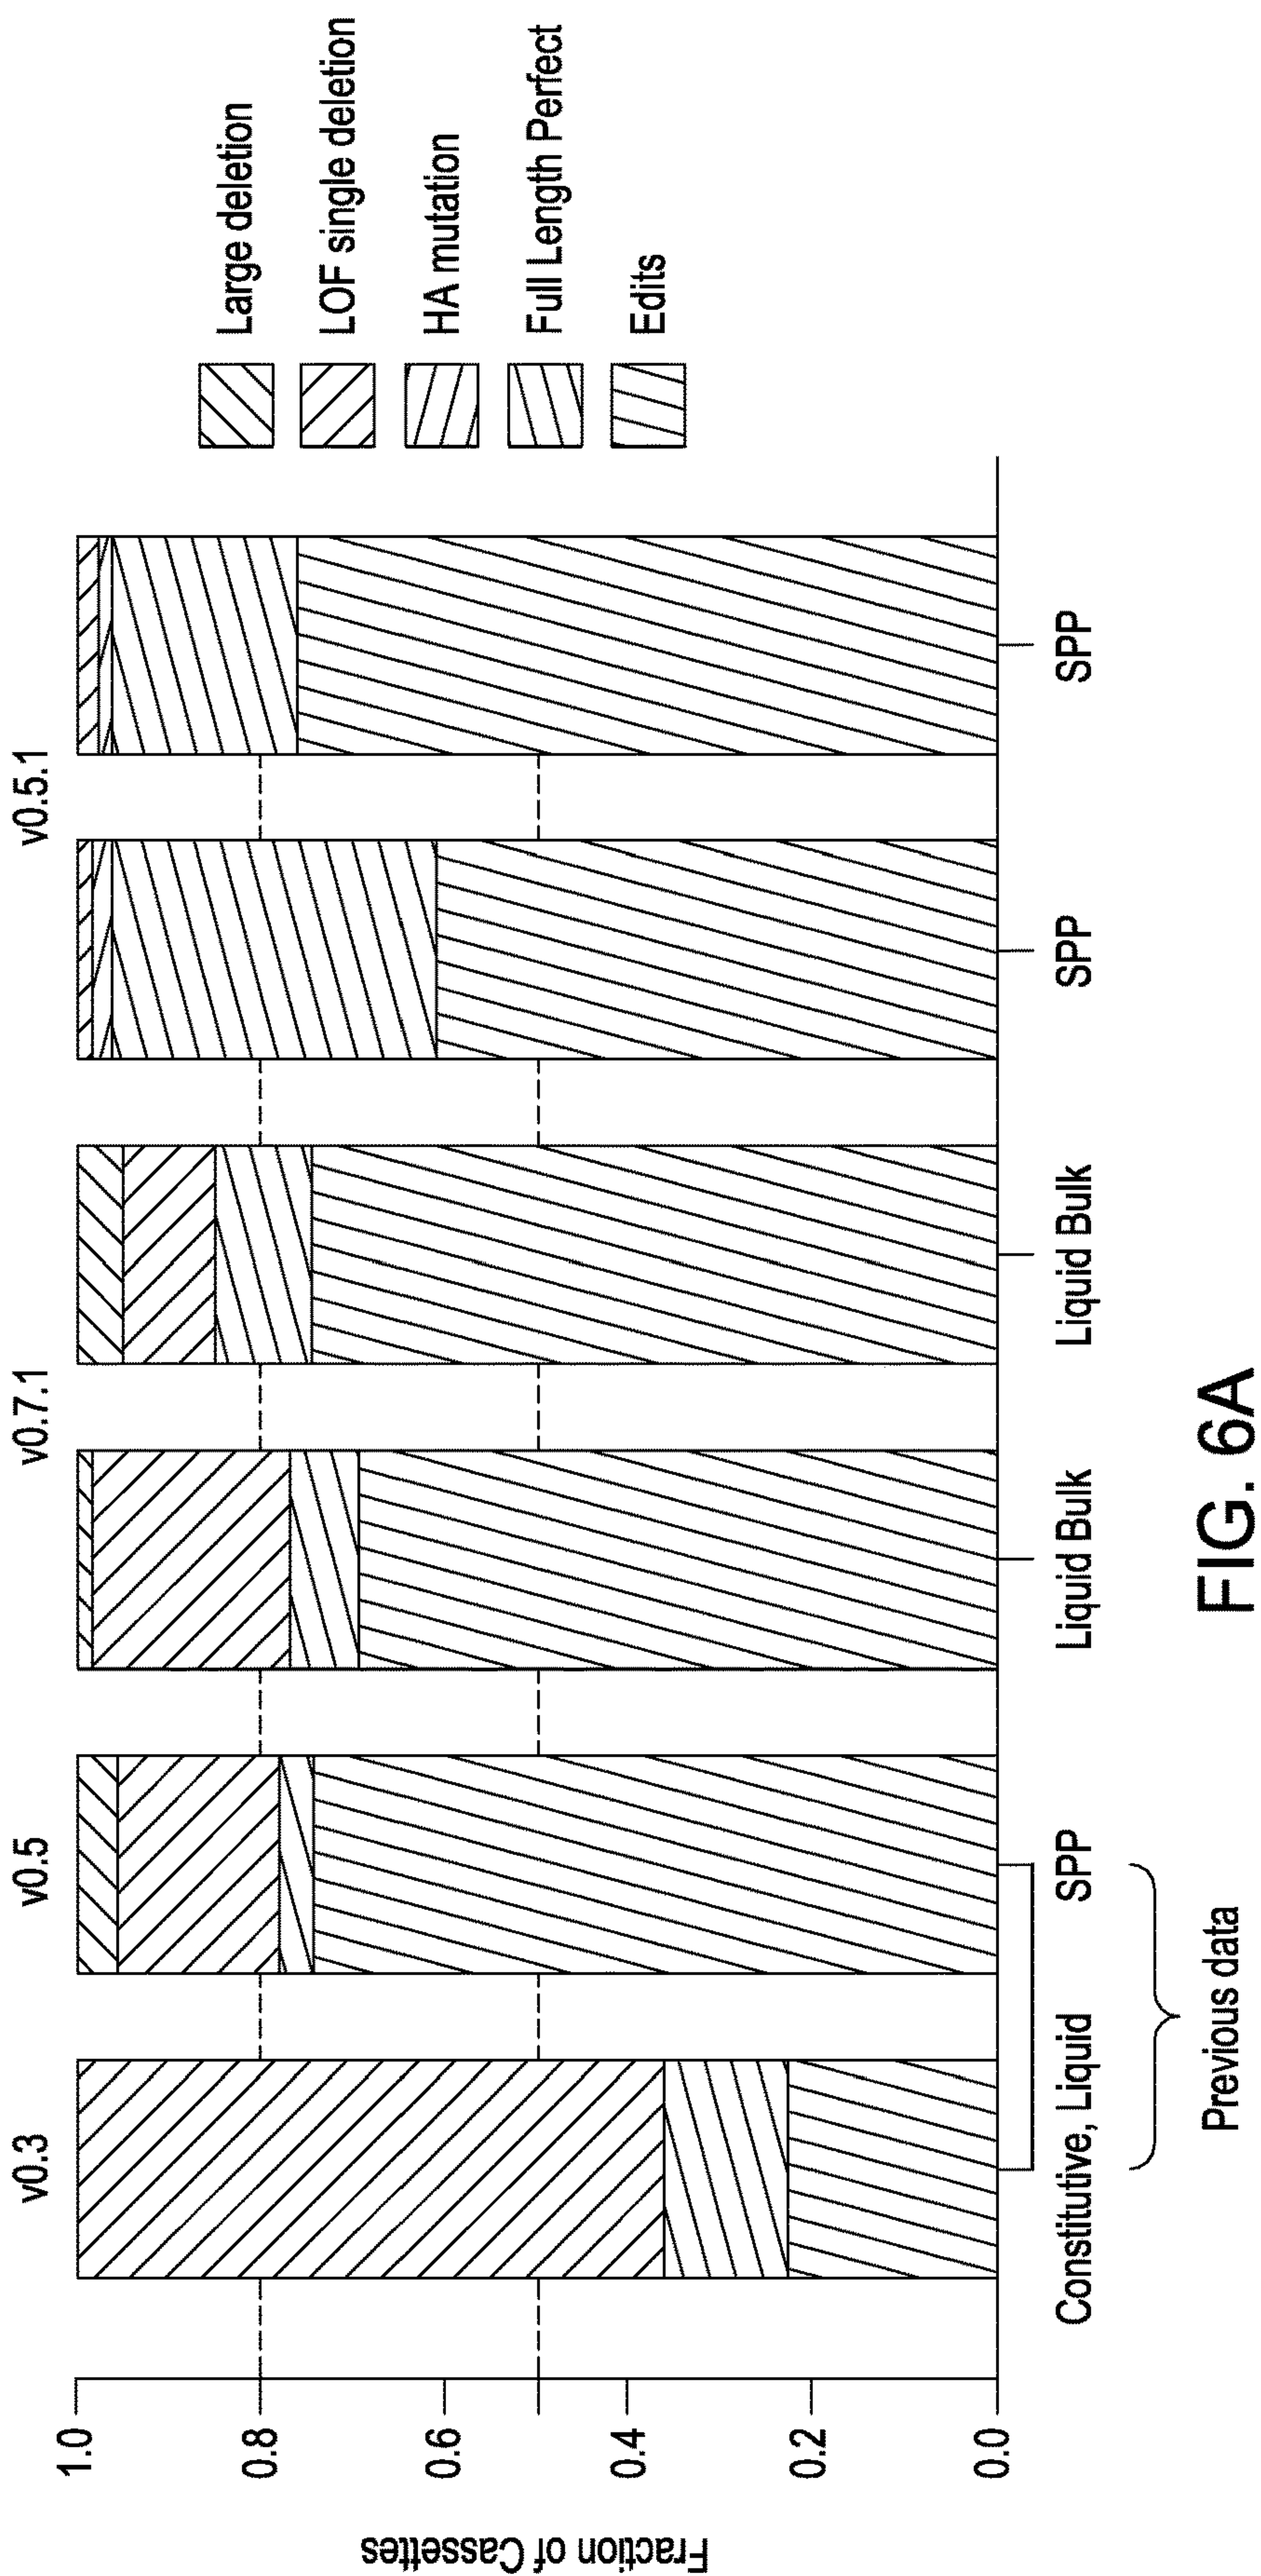 v0.3
v0.5
v0.7.1
v0.5.1
Fraction of Cassettes
1.0
0.8
0.6
0.4
0.2
0.0
Constitutive, Liquid
SPP
Liquid Bulk
Liquid Bulk
SPP
SPP
Previous data
Large deletion
LOF single deletion
HA mutation
Full Length Perfect
Edits
FIG. 6A